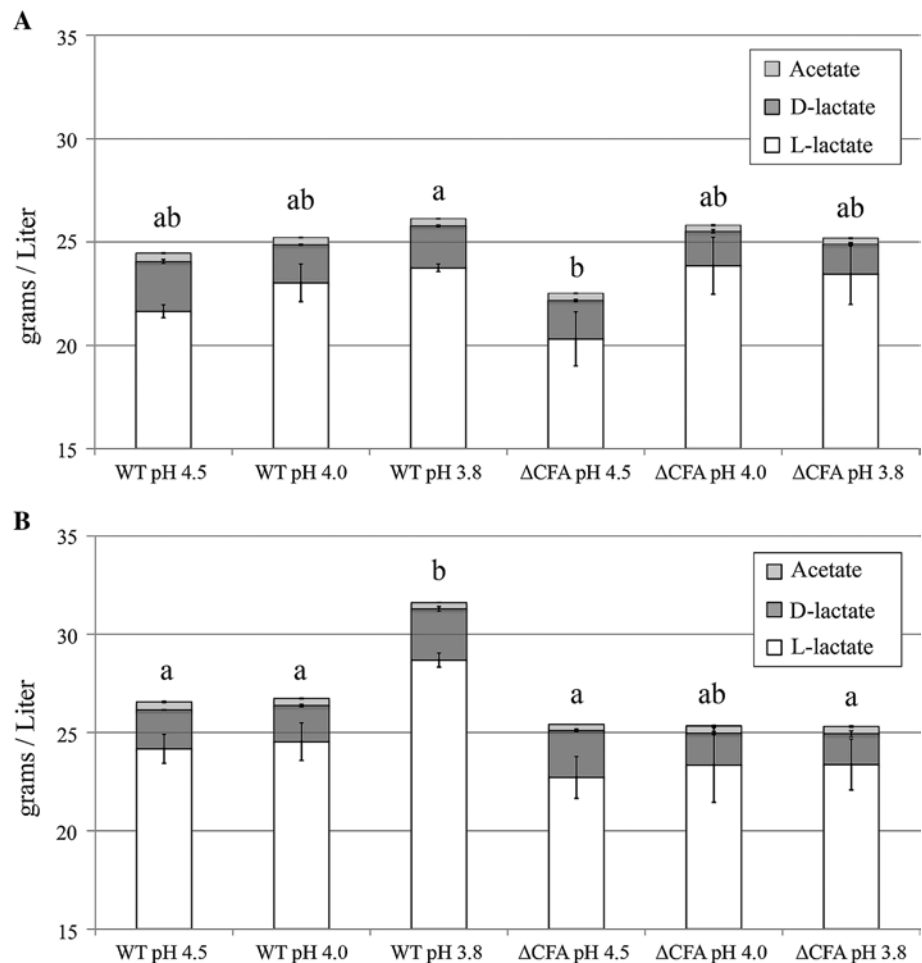 A
35
30
25
20
15
grams / Liter
Acetate
D-lactate
L-lactate
ab
ab
a
b
ab
ab
WT pH 4.5
WT pH 4.0
WT pH 3.8
ΔCFA pH 4.5
ΔCFA pH 4.0
ΔCFA pH 3.8
B
35
30
25
20
15
grams / Liter
Acetate
D-lactate
L-lactate
a
a
b
a
ab
a
WT pH 4.5
WT pH 4.0
WT pH 3.8
ΔCFA pH 4.5
ΔCFA pH 4.0
ΔCFA pH 3.8